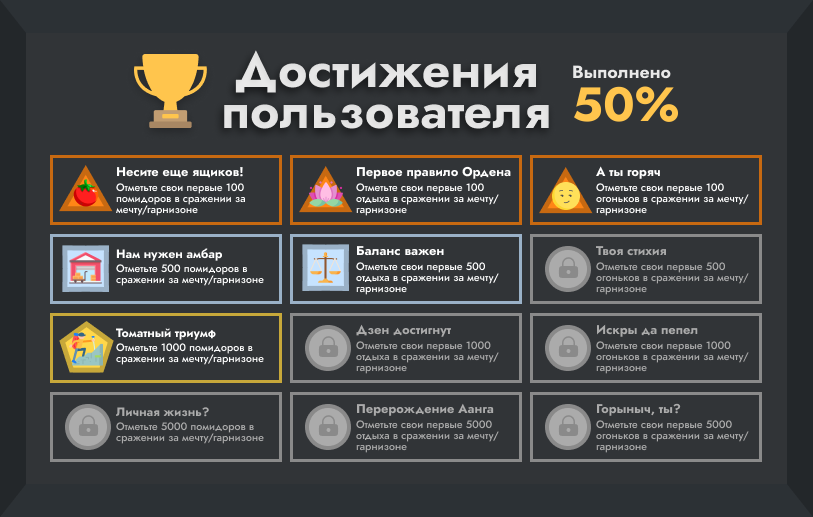 Достижения
пользователя
Выполнено
50%
Несите еще ящиков!
Отметьте свои первые 100
помидоров в сражении за
мечту/гарнизоне
Первое правило Ордена
Отметьте свои первые 100
отдыха в сражении за мечту/
гарнизоне
А ты горяч
Отметьте свои первые 100
огоньков в сражении за мечту/
гарнизоне
Нам нужен амбар
Отметьте 500 помидоров в
сражении за мечту/гарнизоне
Баланс важен
Отметьте свои первые 500
отдыха в сражении за мечту/
гарнизоне
Твоя стихия
Отметьте свои первые 500
огоньков в сражении за мечту/
гарнизоне
Томатный триумф
Отметьте 1000 помидоров в
сражении за мечту/гарнизоне
Дзен достигнут
Отметьте свои первые 1000
отдыха в сражении за мечту/
гарнизоне
Искры да пепел
Отметьте свои первые 1000
огоньков в сражении за мечту/
гарнизоне
Личная жизнь?
Отметьте 5000 помидоров в
сражении за мечту/гарнизоне
Перерождение Аанга
Отметьте свои первые 5000
отдыха в сражении за мечту/
гарнизоне
Горыныч, ты?
Отметьте свои первые 5000
огоньков в сражении за мечту/
гарнизоне